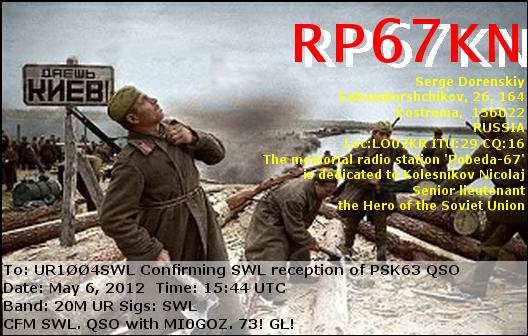 RP67KN
ДАЕШЬ
КИЕВ!
Serge Dorenskiy
Eskavatorshchikov, 26, 164
Kostroma, 156022
RUSSIA
Loc:LO07KR ITU:29 CQ:16
The memorial radio station 'Pobeda-67'
is dedicated to Kolesnikov Nicolaj
Senior lieutonant
the Hero of the Soviet Union
To: UR1ØØ4SWL Confirming SWL reception of PSK63 QSO
Date: May 6, 2012 Time: 15:44 UTC
Band: 20M UR Sigs: SWL
CFM SWL. QSO with MI0GOZ. 73! GL!